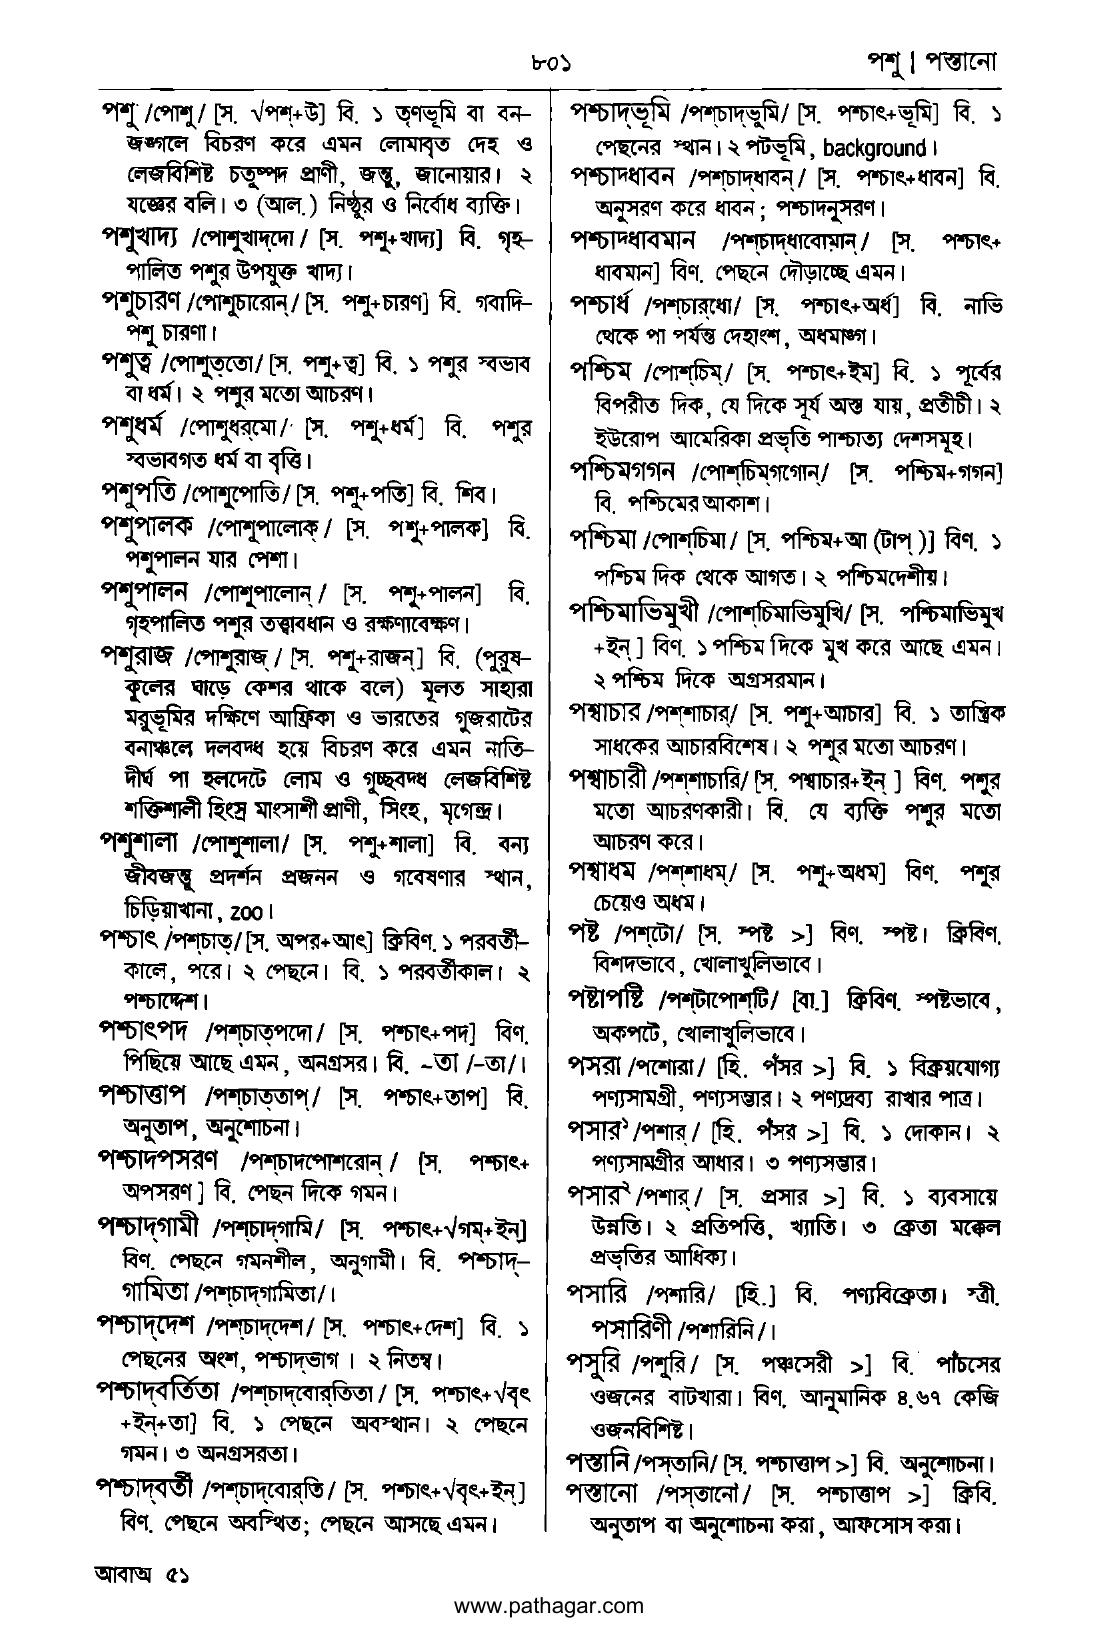 ৮০১
পশু | পস্তানো
পশু /পোশু/ [স. √পশ্+উ] বি. ১ তৃণভূমি বা বন-
জঙ্গলে বিচরণ করে এমন লোমাবৃত দেহ ও
লেজবিশিষ্ট চতুষ্পদ প্রাণী, জন্তু, জানোয়ার। ২
যজ্ঞের বলি। ৩ (আল.) নিষ্ঠুর ও নির্বোধ ব্যক্তি।
পশুখাদ্য /পোশুখাদ্‌দো/ [স. পশু+খাদ্য] বি. গৃহ-
পালিত পশুর উপযুক্ত খাদ্য।
পশুচারণ /পোশুচারোন্/ [স. পশু+চারণ] বি. গবাদি-
পশু চারণা।
পশুত্ব /পোশুত্‌তো/ [স. পশু+ত্ব] বি. ১ পশুর স্বভাব
বা ধর্ম। ২ পশুর মতো আচরণ।
পশুধর্ম /পোশুধর্‌মো/ [স. পশু+ধর্ম] বি. পশুর
স্বভাবগত ধর্ম বা বৃত্তি।
পশুপতি /পোশুপোতি/ [স. পশু+পতি] বি. শিব।
পশুপালক /পোশুপালোক্/ [স. পশু+পালক] বি.
পশুপালন যার পেশা।
পশুপালন /পোশুপালোন্/ [স. পশু+পালন] বি.
গৃহপালিত পশুর তত্ত্বাবধান ও রক্ষণাবেক্ষণ।
পশুরাজ /পোশুরাজ্/ [স. পশু+রাজন্] বি. (পুরুষ-
কুলের ঘাড়ে কেশর থাকে বলে) মূলত সাহারা
মরুভূমির দক্ষিণে আফ্রিকা ও ভারতের গুজরাটের
বনাঞ্চলে দলবদ্ধ হয়ে বিচরণ করে এমন নাতি-
দীর্ঘ পা হলদেটে লোম ও গুচ্ছবদ্ধ লেজবিশিষ্ট
শক্তিশালী হিংস্র মাংসাশী প্রাণী, সিংহ, মৃগেন্দ্র।
পশুশালা /পোশুশালা/ [স. পশু+শালা] বি. বন্য
জীবজন্তু প্রদর্শন প্রজনন ও গবেষণার স্থান,
চিড়িয়াখানা, zoo।
পশ্চাৎ /পশ্‌চাত্/ [স. অপর+আৎ] ক্রিবিণ. ১ পরবর্তী-
কালে, পরে। ২ পেছনে। বি. ১ পরবর্তীকাল। ২
পশ্চাদ্দেশ।
পশ্চাৎপদ /পশ্‌চাত্‌পদো/ [স. পশ্চাৎ+পদ] বিণ.
পিছিয়ে আছে এমন, অনগ্রসর। বি. ~তা /-তা/।
পশ্চাত্তাপ /পশ্‌চাত্‌তাপ্/ [স. পশ্চাৎ+তাপ] বি.
অনুতাপ, অনুশোচনা।
পশ্চাদপসরণ /পশ্‌চাদপোশরোন্/ [স. পশ্চাৎ+
অপসরণ] বি. পেছন দিকে গমন।
পশ্চাদ্‌গামী /পশ্‌চাদ্‌গামি/ [স. পশ্চাৎ+√গম্+ইন্]
বিণ. পেছনে গমনশীল, অনুগামী। বি. পশ্চাদ্-
গামিতা /পশ্‌চাদ্‌গামিতা/।
পশ্চাদ্‌দেশ /পশ্‌চাদ্‌দেশ/ [স. পশ্চাৎ+দেশ] বি. ১
পেছনের অংশ, পশ্চাদ্‌ভাগ। ২ নিতম্ব।
পশ্চাদ্‌বর্তিতা /পশ্‌চাদ্‌বোর্‌তিতা/ [স. পশ্চাৎ+√বৃৎ
+ইন্+তা] বি. ১ পেছনে অবস্থান। ২ পেছনে
গমন। ৩ অনগ্রসরতা।
পশ্চাদ্‌বর্তী /পশ্‌চাদ্‌বোর্‌তি/ [স. পশ্চাৎ+√বৃৎ+ইন্]
বিণ. পেছনে অবস্থিত; পেছনে আসছে এমন।
পশ্চাদ্‌ভূমি /পশ্‌চাদ্‌ভুমি/ [স. পশ্চাৎ+ভূমি] বি. ১
পেছনের স্থান। ২ পটভূমি, background।
পশ্চাদ্ধাবন /পশ্‌চাদ্‌ধাবন্/ [স. পশ্চাৎ+ধাবন] বি.
অনুসরণ করে ধাবন; পশ্চাদনুসরণ।
পশ্চাদ্ধাবমান /পশ্‌চাদ্‌ধাবোমান্/ [স. পশ্চাৎ+
ধাবমান] বিণ. পেছনে দৌড়াচ্ছে এমন।
পশ্চার্ধ /পশ্‌চার্‌ধো/ [স. পশ্চাৎ+অর্ধ] বি. নাভি
থেকে পা পর্যন্ত দেহাংশ, অধমাঙ্গ।
পশ্চিম /পোশ্‌চিম্/ [স. পশ্চাৎ+ইম] বি. ১ পূর্বের
বিপরীত দিক, যে দিকে সূর্য অস্ত যায়, প্রতীচী। ২
ইউরোপ আমেরিকা প্রভৃতি পাশ্চাত্য দেশসমূহ।
পশ্চিমগগন /পোশ্‌চিম্‌গগোন্/ [স. পশ্চিম+গগন]
বি. পশ্চিমের আকাশ।
পশ্চিমা /পোশ্‌চিমা/ [স. পশ্চিম+আ (টাপ্)] বিণ. ১
পশ্চিম দিক থেকে আগত। ২ পশ্চিমদেশীয়।
পশ্চিমাভিমুখী /পোশ্‌চিমাভিমুখি/ [স. পশ্চিমাভিমুখ
+ইন্] বিণ. ১ পশ্চিম দিকে মুখ করে আছে এমন।
২ পশ্চিম দিকে অগ্রসরমান।
পশ্বাচার /পশ্‌শাচার্/ [স. পশু+আচার] বি. ১ তান্ত্রিক
সাধকের আচারবিশেষ। ২ পশুর মতো আচরণ।
পশ্বাচারী /পশ্‌শাচারি/ [স. পশ্বাচার+ইন্] বিণ. পশুর
মতো আচরণকারী। বি. যে ব্যক্তি পশুর মতো
আচরণ করে।
পশ্বাধম /পশ্‌শাধম্/ [স. পশু+অধম] বিণ. পশুর
চেয়েও অধম।
পষ্ট /পশ্‌টো/ [স. স্পষ্ট >] বিণ. স্পষ্ট। ক্রিবিণ.
বিশদভাবে, খোলাখুলিভাবে।
পষ্টাপষ্টি /পশ্‌টাপোশ্‌টি/ [বা.] ক্রিবিণ. স্পষ্টভাবে,
অকপটে, খোলাখুলিভাবে।
পসরা /পশোরা/ [হি. পঁসর >] বি. ১ বিক্রয়যোগ্য
পণ্যসামগ্রী, পণ্যসম্ভার। ২ পণ্যদ্রব্য রাখার পাত্র।
পসার১ /পশার্/ [হি. পঁসর >] বি. ১ দোকান। ২
পণ্যসামগ্রীর আধার। ৩ পণ্যসম্ভার।
পসার২ /পশার্/ [স. প্রসার >] বি. ১ ব্যবসায়ে
উন্নতি। ২ প্রতিপত্তি, খ্যাতি। ৩ ক্রেতা মক্কেল
প্রভৃতির আধিক্য।
পসারি /পশারি/ [হি.] বি. পণ্যবিক্রেতা। স্ত্রী.
পসারিণী /পশারিনি/।
পসুরি /পশুরি/ [স. পঞ্চসেরী >] বি. পাঁচসের
ওজনের বাটখারা। বিণ. আনুমানিক ৪.৬৭ কেজি
ওজনবিশিষ্ট।
পস্তানি /পস্‌তানি/ [স. পশ্চাত্তাপ >] বি. অনুশোচনা।
পস্তানো /পস্‌তানো/ [স. পশ্চাত্তাপ >] ক্রিবি.
অনুতাপ বা অনুশোচনা করা, আফসোস করা।
আবাঅ ৫১
www.pathagar.com